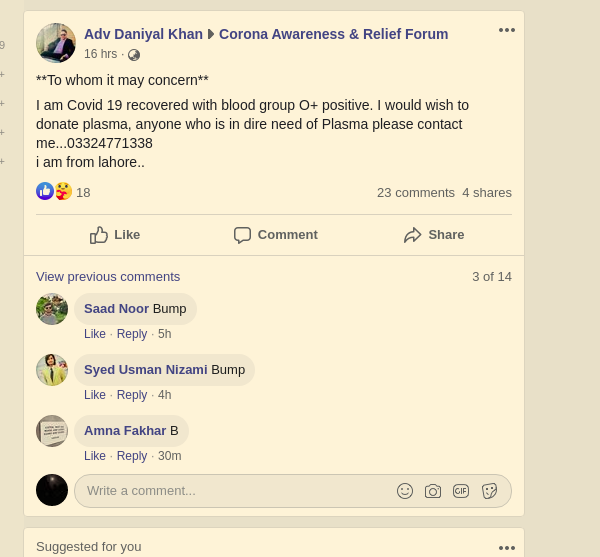 Adv Daniyal Khan Corona Awareness & Relief Forum
16 hrs ·
**To whom it may concern**
I am Covid 19 recovered with blood group O+ positive. I would wish to
donate plasma, anyone who is in dire need of Plasma please contact
me...03324771338
i am from lahore..
18 23 comments 4 shares
Like Comment Share
View previous comments 3 of 14
Saad Noor Bump
Like · Reply · 5h
Syed Usman Nizami Bump
Like · Reply · 4h
Amna Fakhar B
Like · Reply · 30m
Write a comment... GIF
Suggested for you